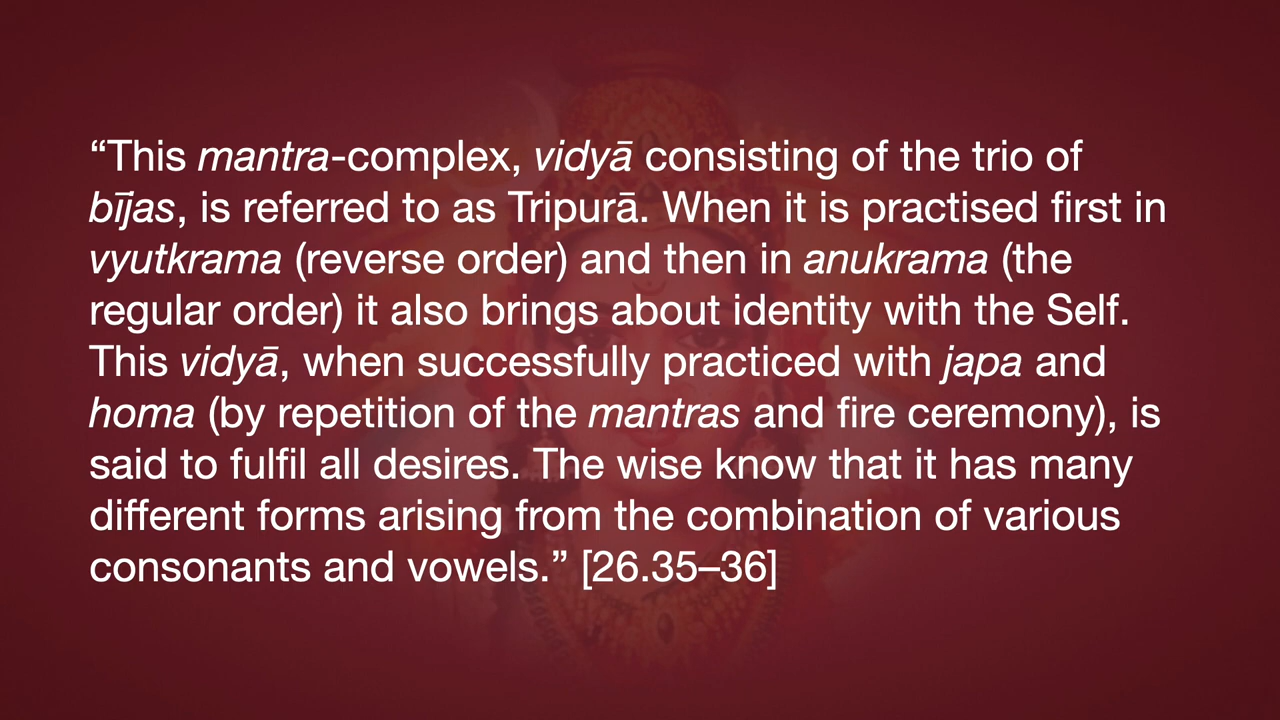 “This mantra-complex, vidyā consisting of the trio of
bījas, is referred to as Tripurā. When it is practised first in
vyutkrama (reverse order) and then in anukrama (the
regular order) it also brings about identity with the Self.
This vidyā, when successfully practiced with japa and
homa (by repetition of the mantras and fire ceremony), is
said to fulfil all desires. The wise know that it has many
different forms arising from the combination of various
consonants and vowels.” [26.35–36]